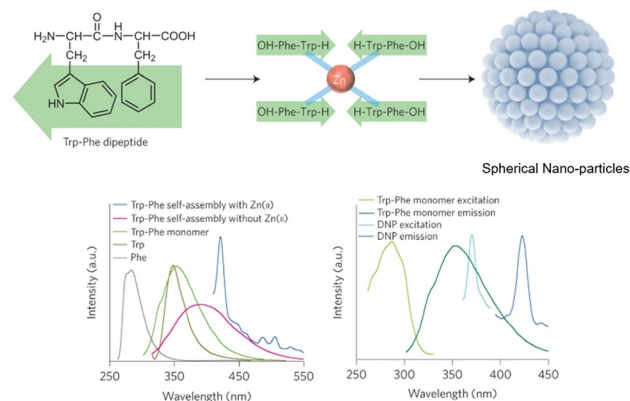 O
H
H₂N–CH–C–N–CH–COOH
CH₂ CH₂
HN
Trp-Phe dipeptide
OH-Phe-Trp-H H-Trp-Phe-OH
Zn
OH-Phe-Trp-H H-Trp-Phe-OH
Spherical Nano-particles
Trp-Phe self-assembly with Zn(II)
Trp-Phe self-assembly without Zn(II)
Trp-Phe monomer
Trp
Phe
Intensity (a.u.)
250 350 450 550
Wavelength (nm)
Trp-Phe monomer excitation
Trp-Phe monomer emission
DNP excitation
DNP emission
Intensity (a.u.)
250 300 350 400 450
Wavelength (nm)